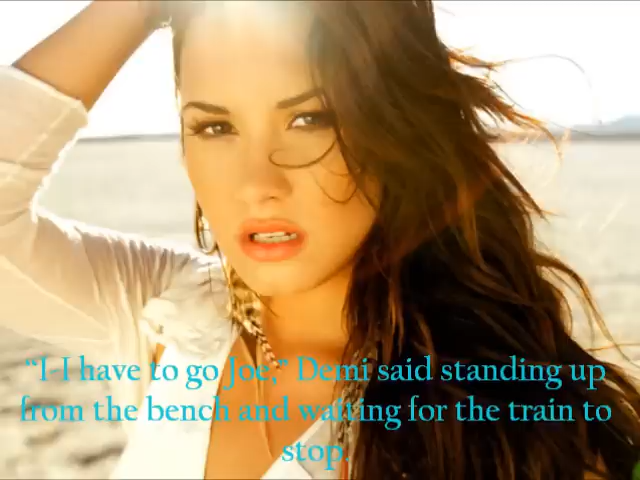 “I-I have to go Joe,” Demi said standing up
from the bench and waiting for the train to
stop.